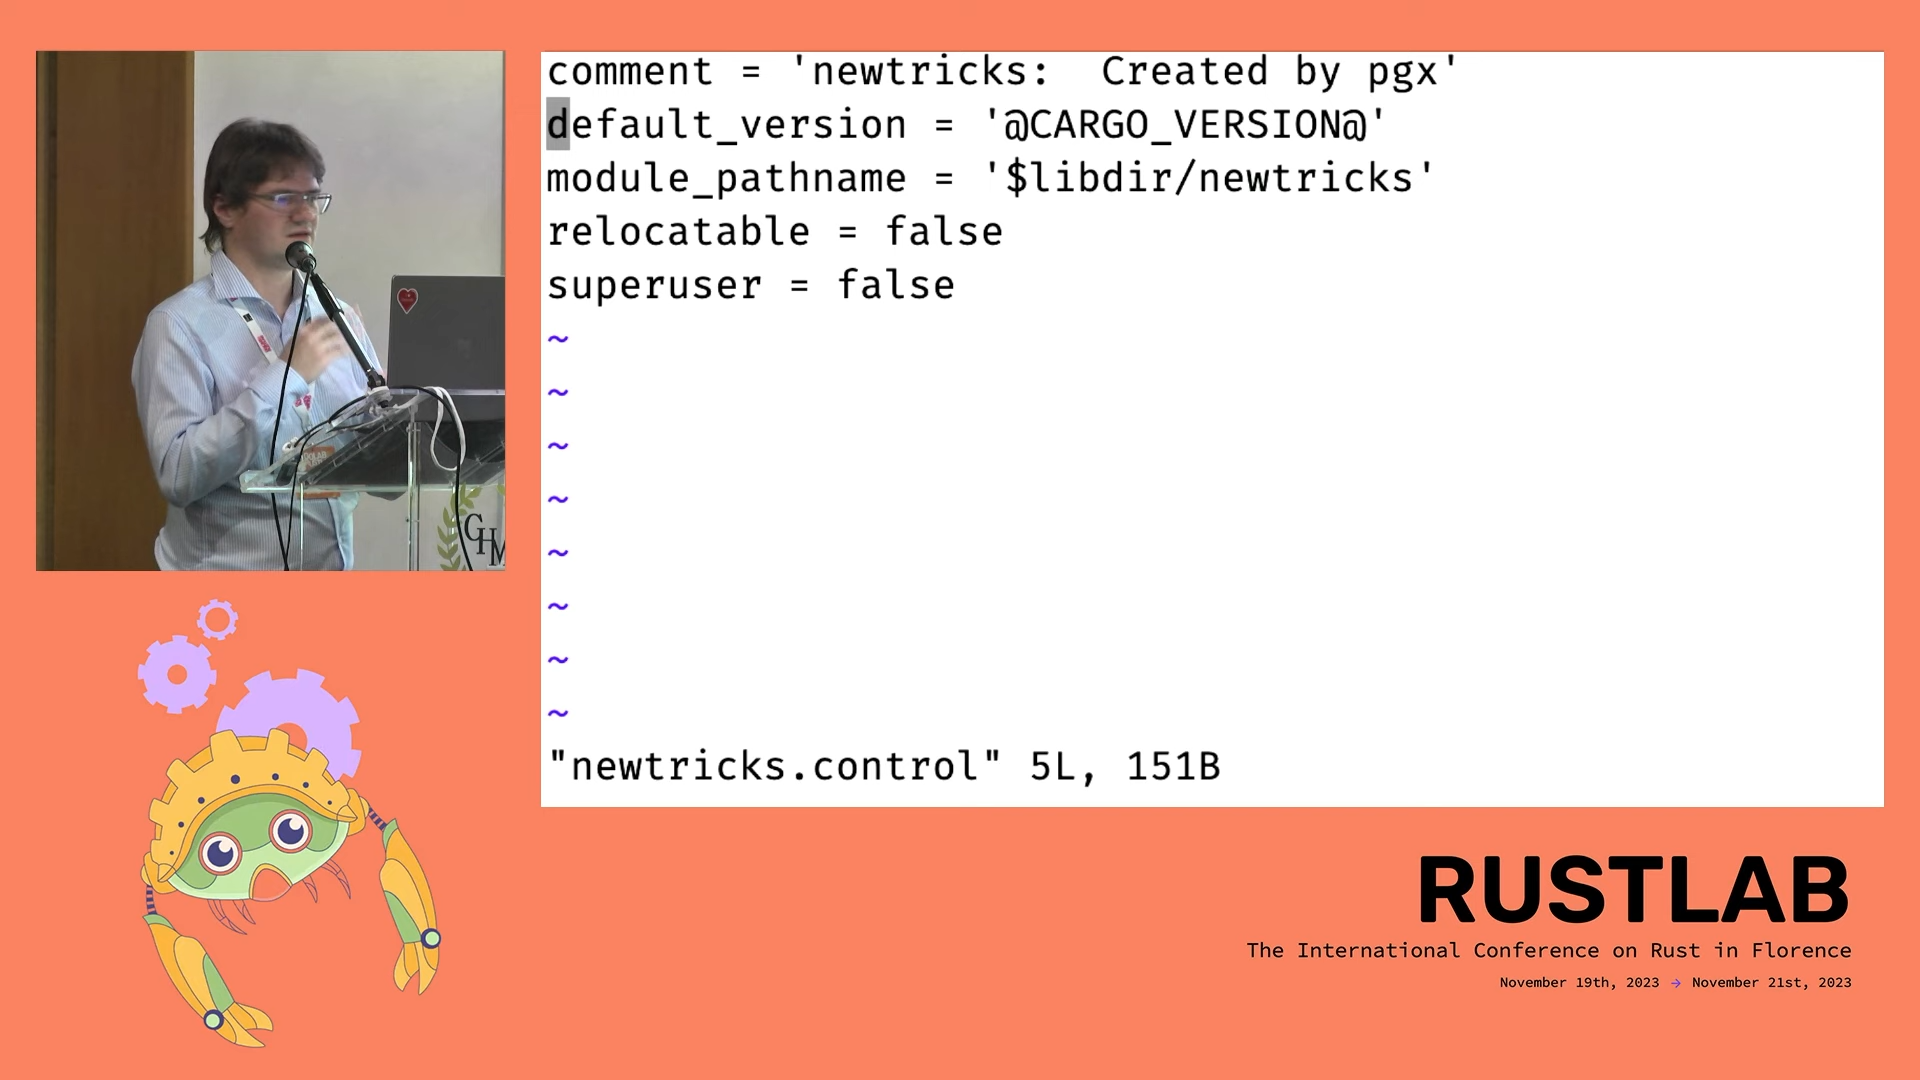 comment = 'newtricks:  Created by pgx'
default_version = '@CARGO_VERSION@'
module_pathname = '$libdir/newtricks'
relocatable = false
superuser = false
~
~
~
~
~
~
~
~
"newtricks.control" 5L, 151B
GHM
RUSTLAB
The International Conference on Rust in Florence
November 19th, 2023 → November 21st, 2023